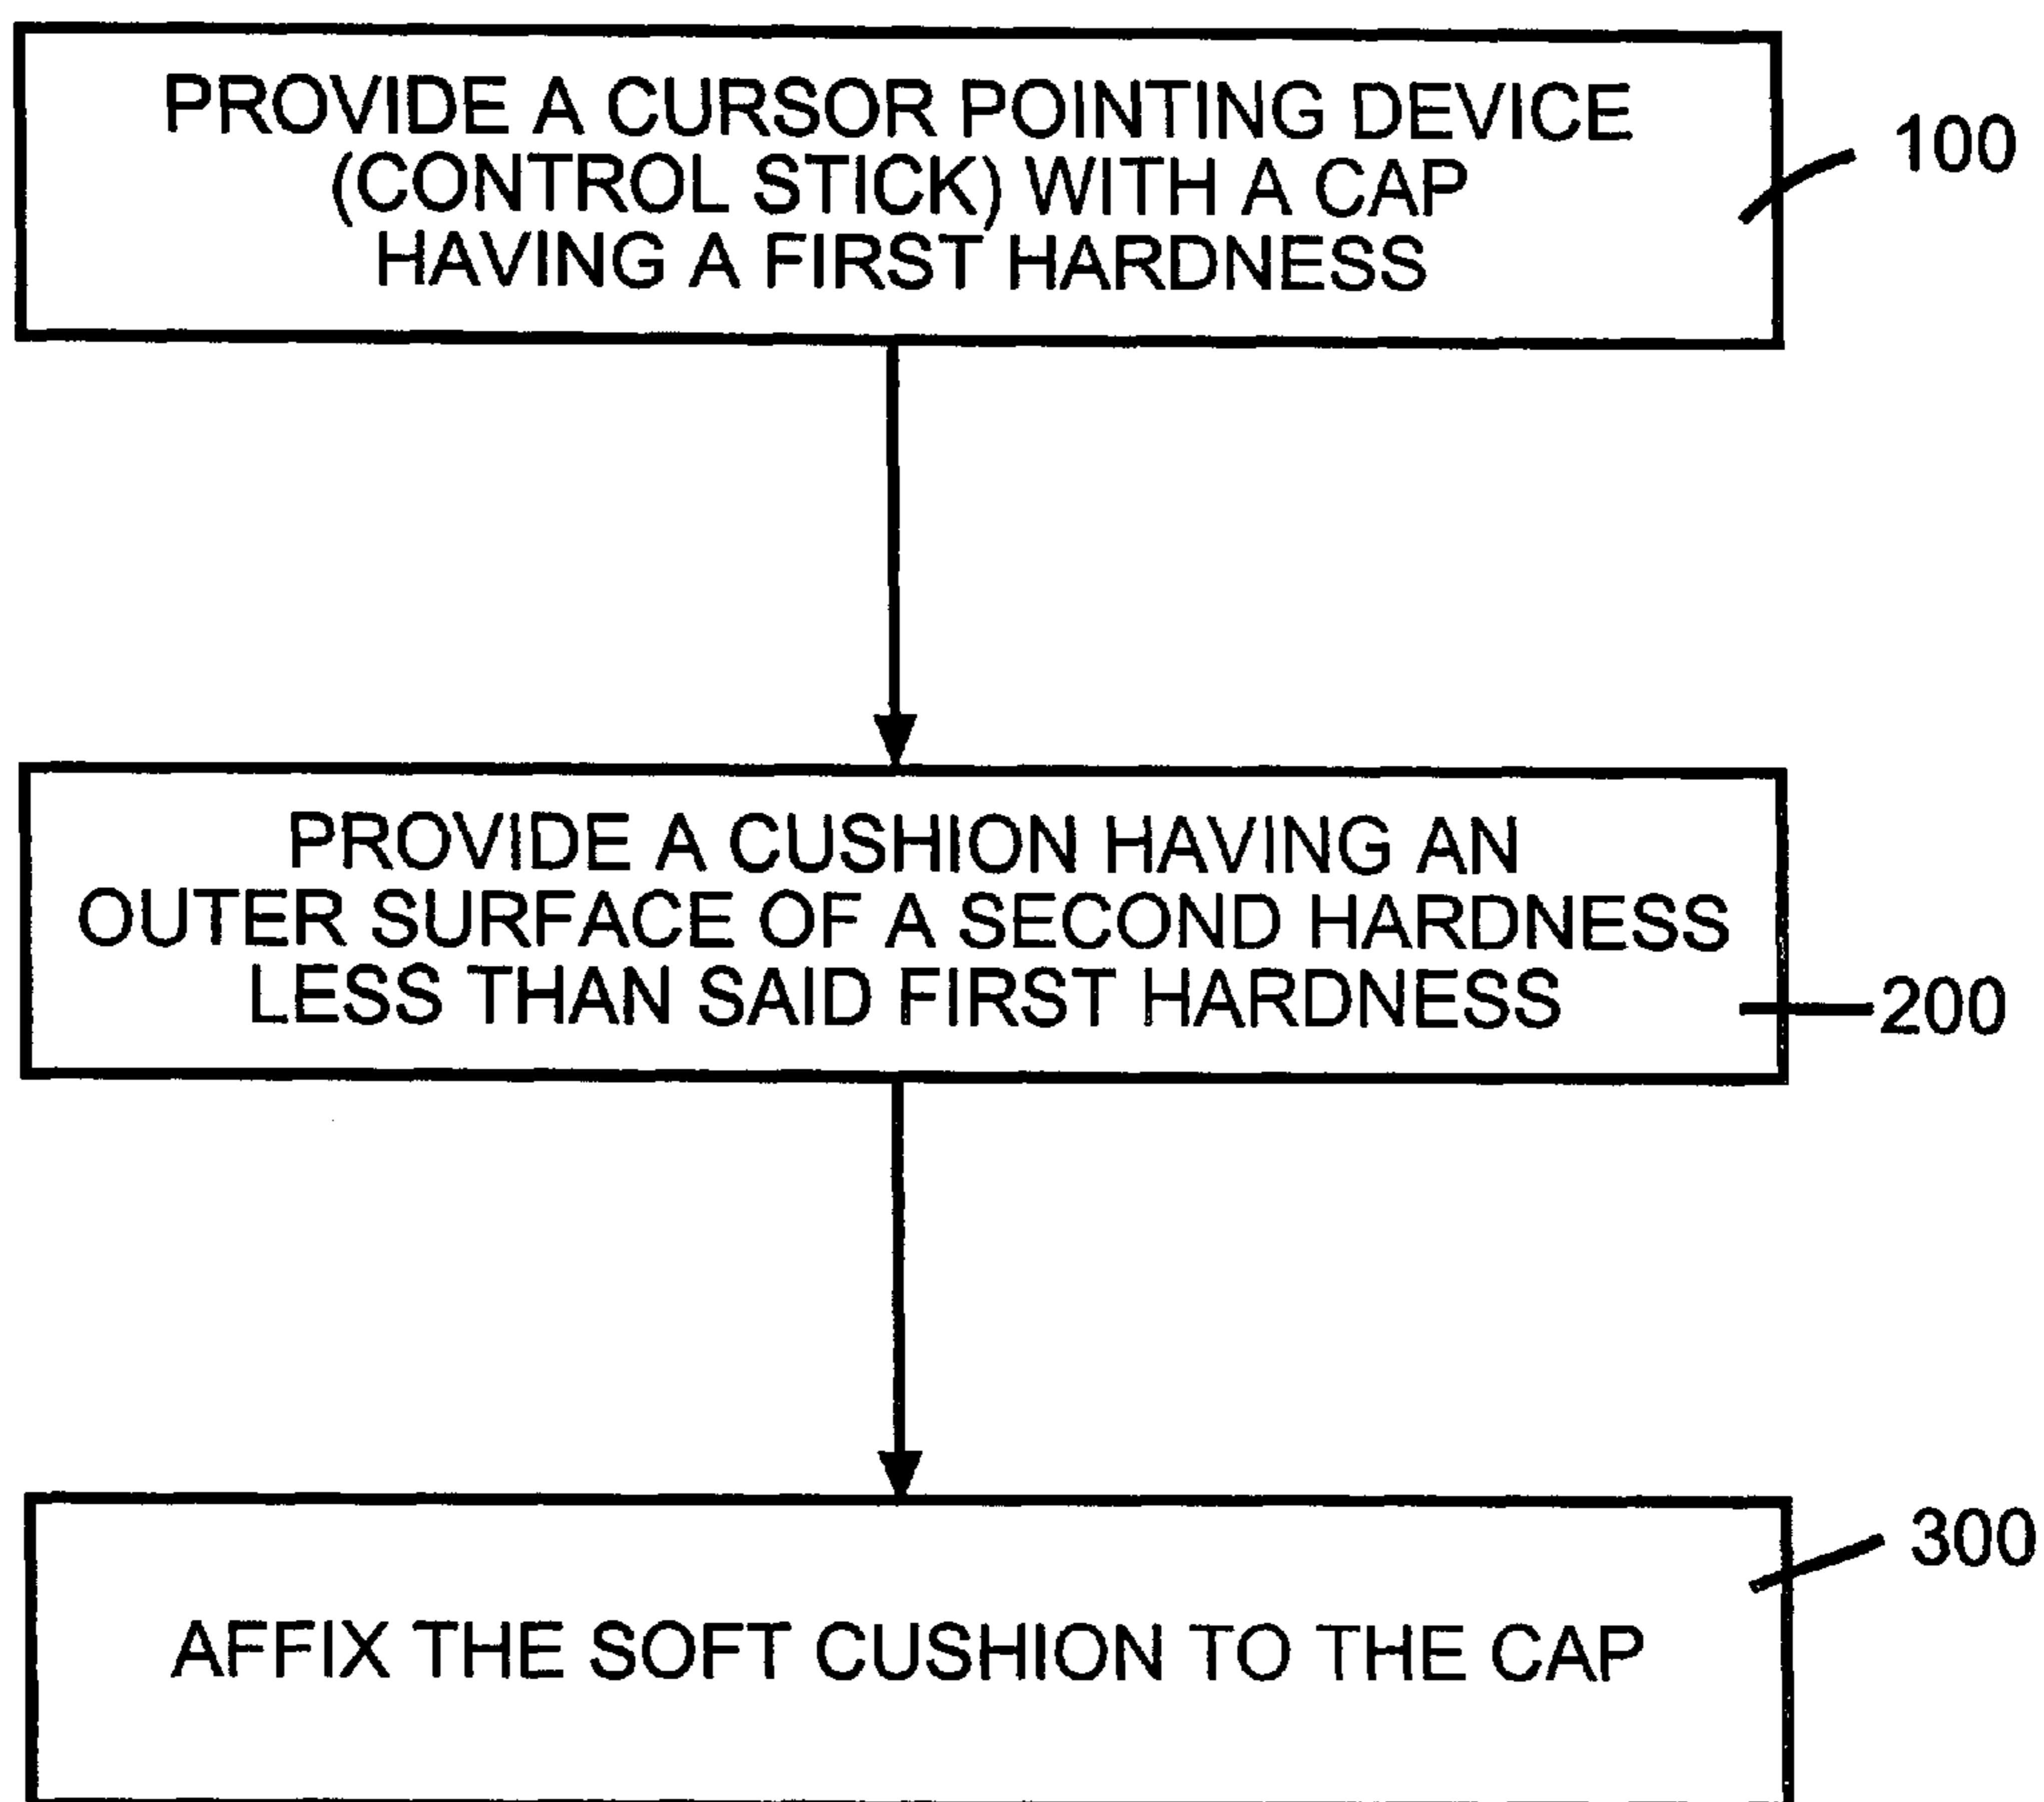 PROVIDE A CURSOR POINTING DEVICE
(CONTROL STICK) WITH A CAP
HAVING A FIRST HARDNESS
100
PROVIDE A CUSHION HAVING AN
OUTER SURFACE OF A SECOND HARDNESS
LESS THAN SAID FIRST HARDNESS
200
300
AFFIX THE SOFT CUSHION TO THE CAP